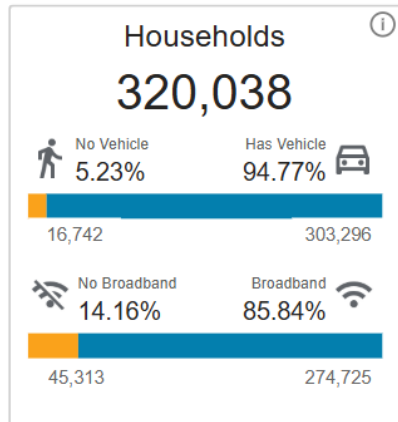 Households
320,038
No Vehicle Has Vehicle
5.23% 94.77%
16,742 303,296
No Broadband Broadband
14.16% 85.84%
45,313 274,725